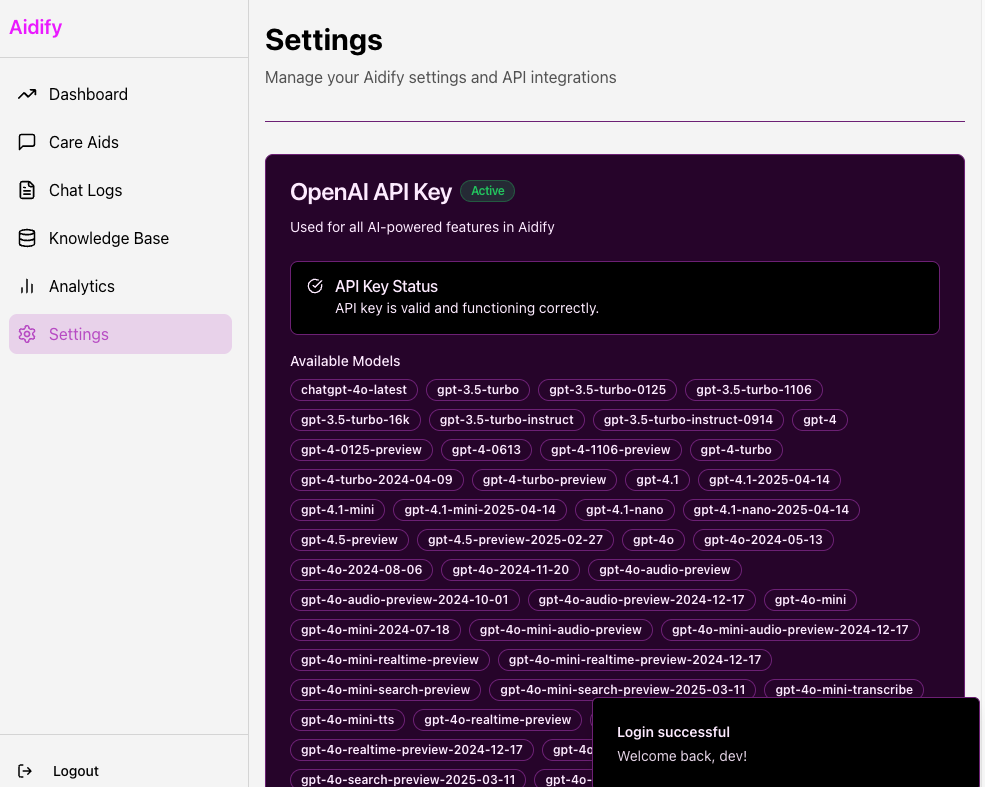 Aidify
Dashboard
Care Aids
Chat Logs
Knowledge Base
Analytics
Settings
Logout
Settings
Manage your Aidify settings and API integrations
OpenAI API Key Active
Used for all AI-powered features in Aidify
API Key Status
API key is valid and functioning correctly.
Available Models
chatgpt-4o-latest gpt-3.5-turbo gpt-3.5-turbo-0125 gpt-3.5-turbo-1106
gpt-3.5-turbo-16k gpt-3.5-turbo-instruct gpt-3.5-turbo-instruct-0914 gpt-4
gpt-4-0125-preview gpt-4-0613 gpt-4-1106-preview gpt-4-turbo
gpt-4-turbo-2024-04-09 gpt-4-turbo-preview gpt-4.1 gpt-4.1-2025-04-14
gpt-4.1-mini gpt-4.1-mini-2025-04-14 gpt-4.1-nano gpt-4.1-nano-2025-04-14
gpt-4.5-preview gpt-4.5-preview-2025-02-27 gpt-4o gpt-4o-2024-05-13
gpt-4o-2024-08-06 gpt-4o-2024-11-20 gpt-4o-audio-preview
gpt-4o-audio-preview-2024-10-01 gpt-4o-audio-preview-2024-12-17 gpt-4o-mini
gpt-4o-mini-2024-07-18 gpt-4o-mini-audio-preview gpt-4o-mini-audio-preview-2024-12-17
gpt-4o-mini-realtime-preview gpt-4o-mini-realtime-preview-2024-12-17
gpt-4o-mini-search-preview gpt-4o-mini-search-preview-2025-03-11 gpt-4o-mini-transcribe
gpt-4o-mini-tts gpt-4o-realtime-preview
gpt-4o-realtime-preview-2024-12-17 gpt-4o
gpt-4o-search-preview-2025-03-11 gpt-4o-
Login successful
Welcome back, dev!